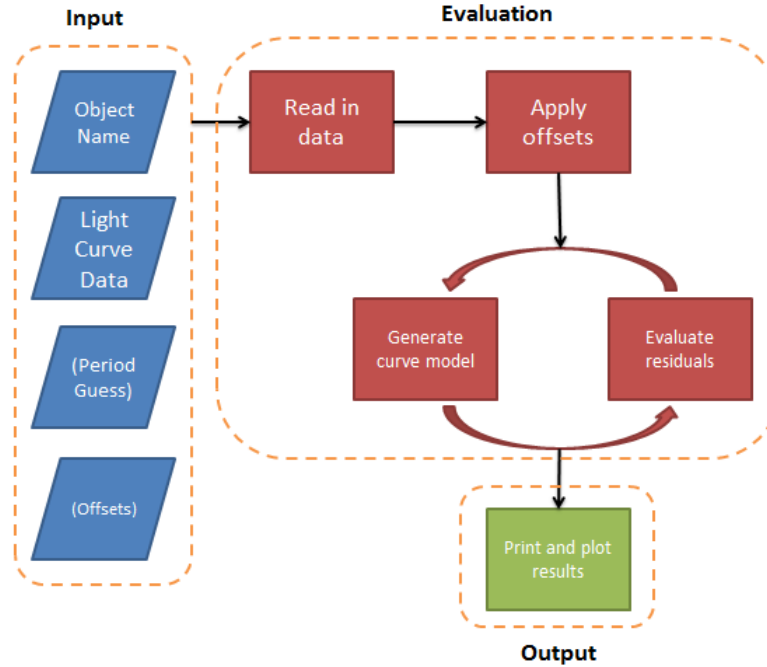 Input
Object
Name
Light
Curve
Data
(Period
Guess)
(Offsets)
Evaluation
Read in
data
Apply
offsets
Generate
curve model
Evaluate
residuals
Print and plot
results
Output